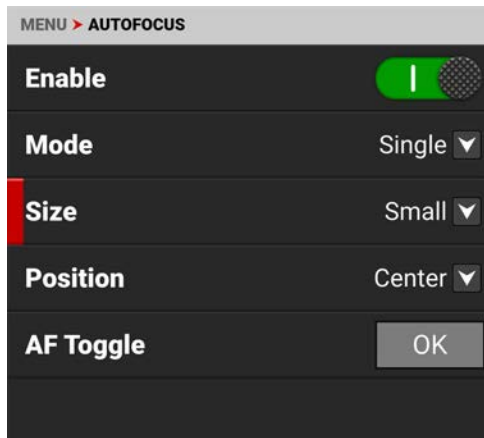 MENU ➤ AUTOFOCUS
Enable
Mode Single
Size Small
Position Center
AF Toggle OK